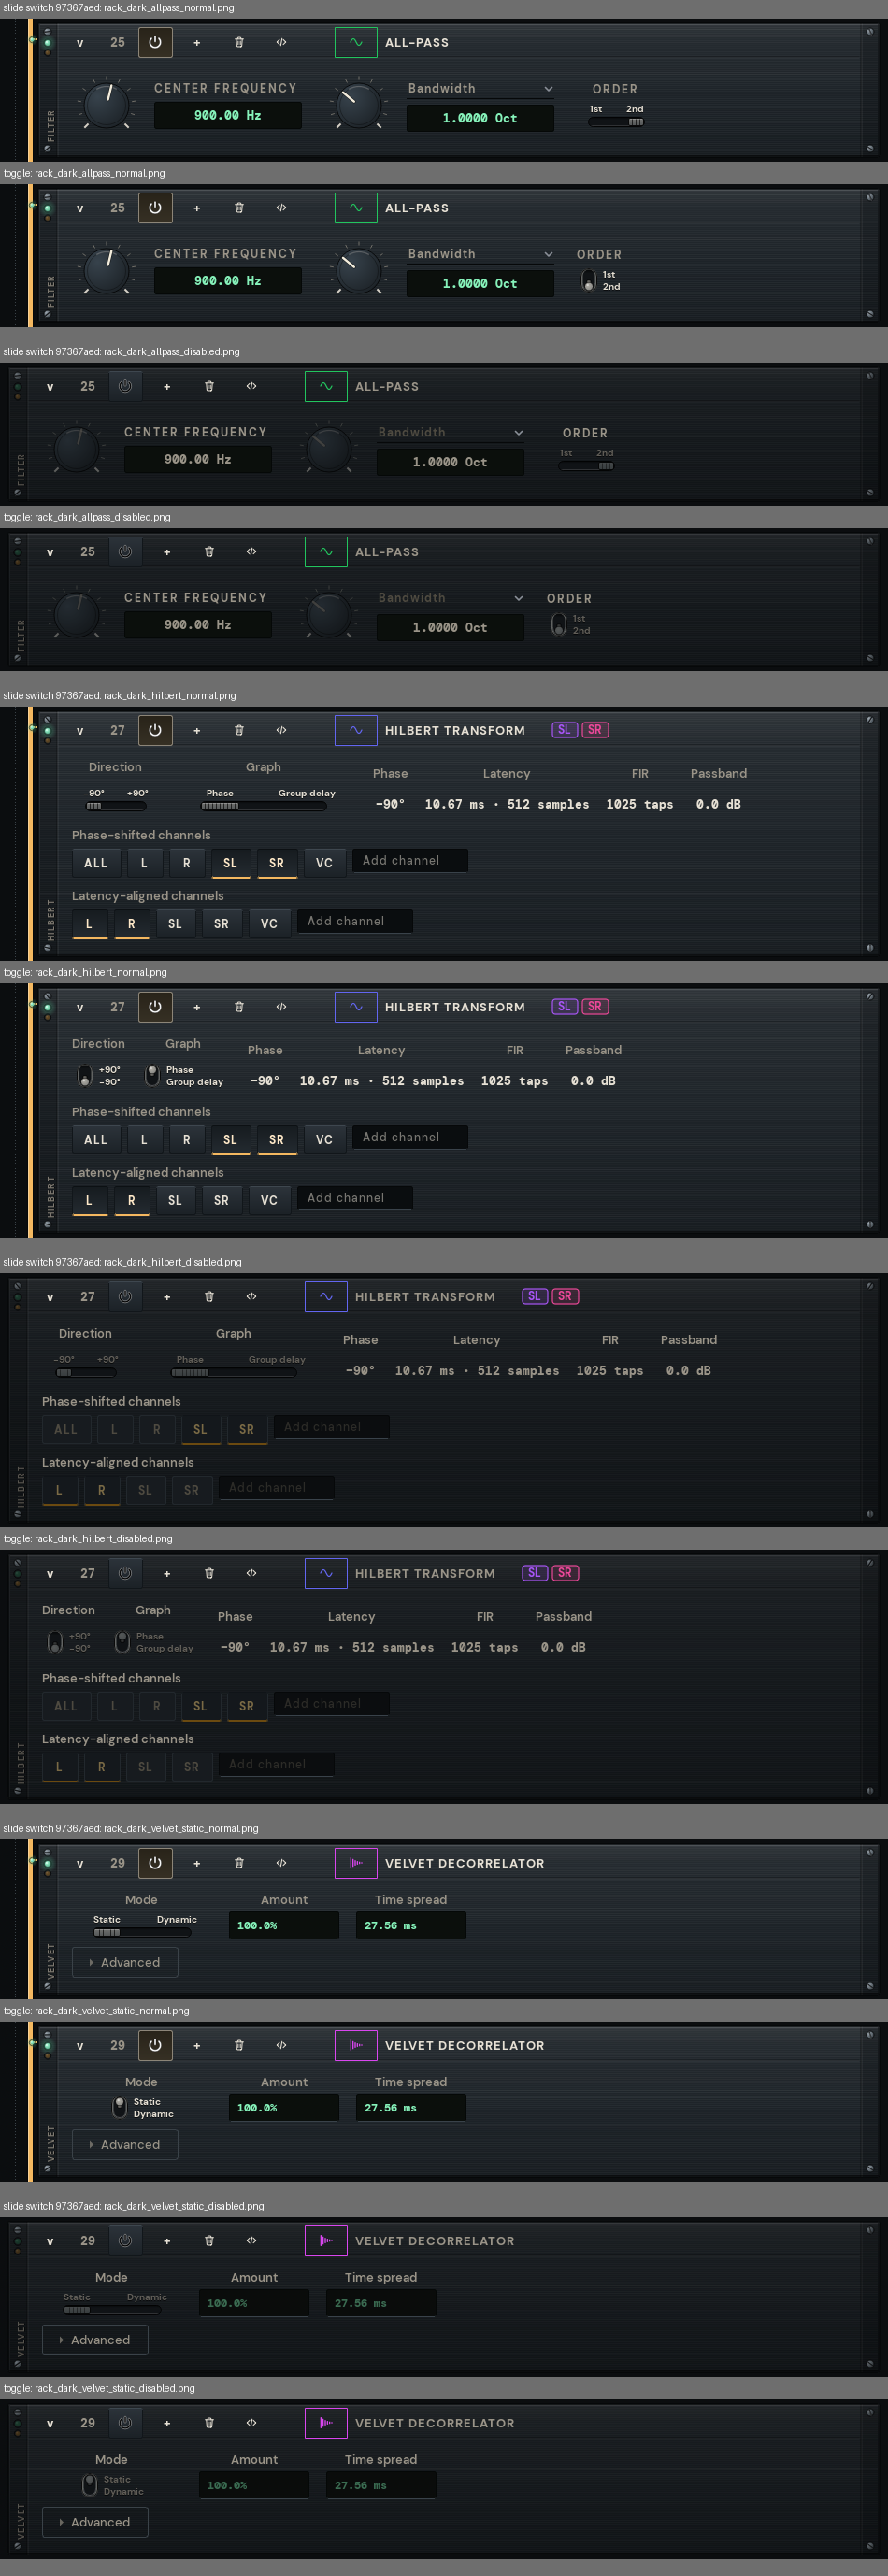 slide switch 97367aed: rack_dark_allpass_normal.png
v 25 + </> ALL-PASS
CENTER FREQUENCY Bandwidth ORDER
1st 2nd
900.00 Hz 1.0000 Oct
FILTER
toggle: rack_dark_allpass_normal.png
v 25 + </> ALL-PASS
CENTER FREQUENCY Bandwidth ORDER
1st
900.00 Hz 1.0000 Oct 2nd
FILTER
slide switch 97367aed: rack_dark_allpass_disabled.png
v 25 + </> ALL-PASS
CENTER FREQUENCY Bandwidth ORDER
1st 2nd
900.00 Hz 1.0000 Oct
FILTER
toggle: rack_dark_allpass_disabled.png
v 25 + </> ALL-PASS
CENTER FREQUENCY Bandwidth ORDER
1st
900.00 Hz 1.0000 Oct 2nd
FILTER
slide switch 97367aed: rack_dark_hilbert_normal.png
v 27 + </> HILBERT TRANSFORM SL SR
Direction Graph Phase Latency FIR Passband
-90° +90° Phase Group delay
-90° 10.67 ms · 512 samples 1025 taps 0.0 dB
Phase-shifted channels
ALL L R SL SR VC Add channel
Latency-aligned channels
L R SL SR VC Add channel
HILBERT
toggle: rack_dark_hilbert_normal.png
v 27 + </> HILBERT TRANSFORM SL SR
Direction Graph Phase Latency FIR Passband
+90° Phase
-90° Group delay -90° 10.67 ms · 512 samples 1025 taps 0.0 dB
Phase-shifted channels
ALL L R SL SR VC Add channel
Latency-aligned channels
L R SL SR VC Add channel
HILBERT
slide switch 97367aed: rack_dark_hilbert_disabled.png
v 27 + </> HILBERT TRANSFORM SL SR
Direction Graph Phase Latency FIR Passband
-90° +90° Phase Group delay
-90° 10.67 ms · 512 samples 1025 taps 0.0 dB
Phase-shifted channels
ALL L R SL SR Add channel
Latency-aligned channels
L R SL SR Add channel
HILBERT
toggle: rack_dark_hilbert_disabled.png
v 27 + </> HILBERT TRANSFORM SL SR
Direction Graph Phase Latency FIR Passband
+90° Phase
-90° Group delay -90° 10.67 ms · 512 samples 1025 taps 0.0 dB
Phase-shifted channels
ALL L R SL SR Add channel
Latency-aligned channels
L R SL SR Add channel
HILBERT
slide switch 97367aed: rack_dark_velvet_static_normal.png
v 29 + </> VELVET DECORRELATOR
Mode Amount Time spread
Static Dynamic 100.0% 27.56 ms
Advanced
VELVET
toggle: rack_dark_velvet_static_normal.png
v 29 + </> VELVET DECORRELATOR
Mode Amount Time spread
Static 100.0% 27.56 ms
Dynamic
Advanced
VELVET
slide switch 97367aed: rack_dark_velvet_static_disabled.png
v 29 + </> VELVET DECORRELATOR
Mode Amount Time spread
Static Dynamic 100.0% 27.56 ms
Advanced
VELVET
toggle: rack_dark_velvet_static_disabled.png
v 29 + </> VELVET DECORRELATOR
Mode Amount Time spread
Static 100.0% 27.56 ms
Dynamic
Advanced
VELVET